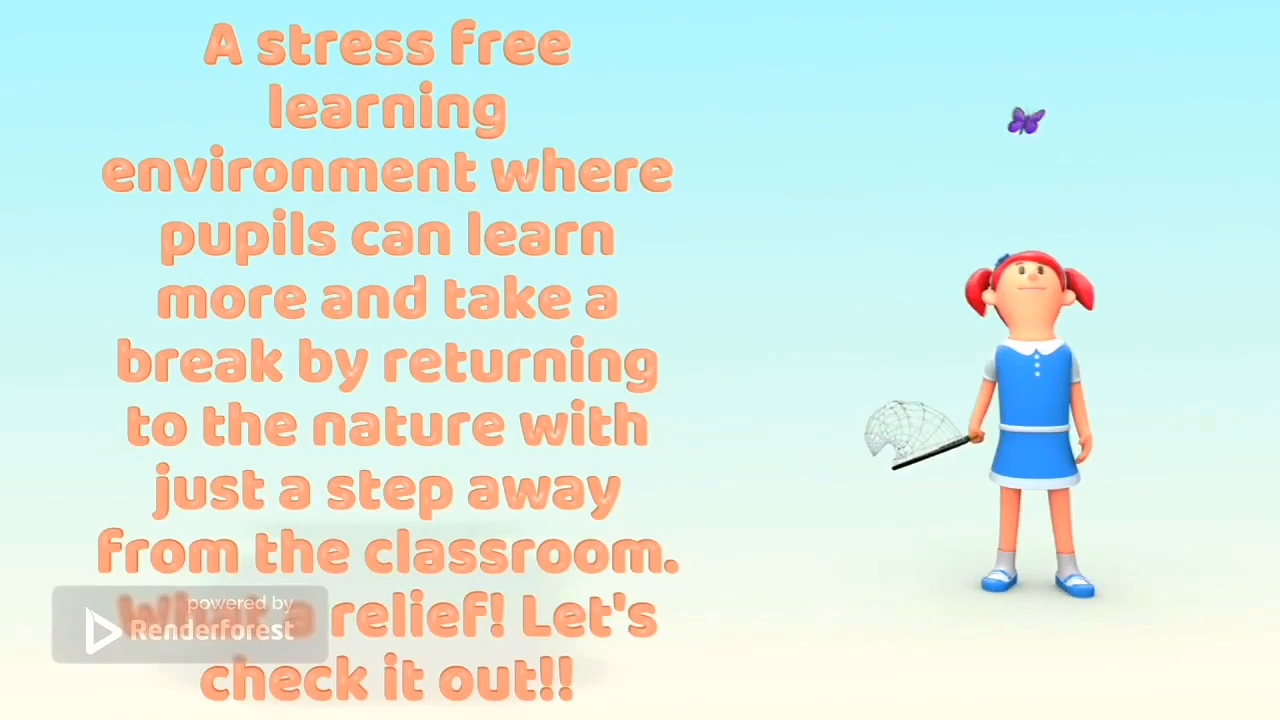 A stress free
learning
environment where
pupils can learn
more and take a
break by returning
to the nature with
just a step away
from the classroom.
What a relief! Let's
check it out!!
powered by
Renderforest